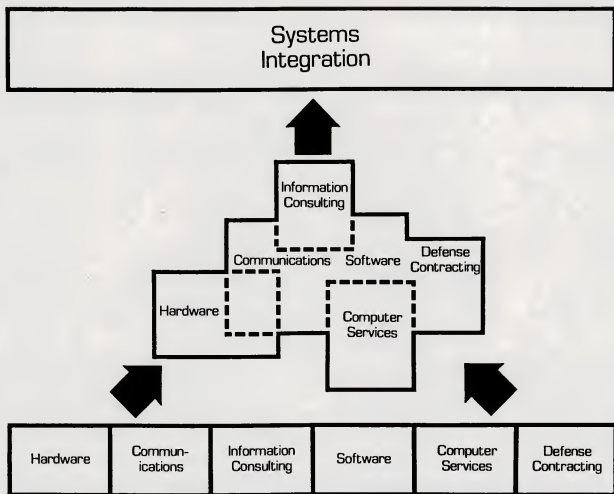 Systems
Integration
Information
Consulting
Communications
Software
Defense
Contracting
Hardware
Computer
Services
Hardware
Commun-
ications
Information
Consulting
Software
Computer
Services
Defense
Contracting